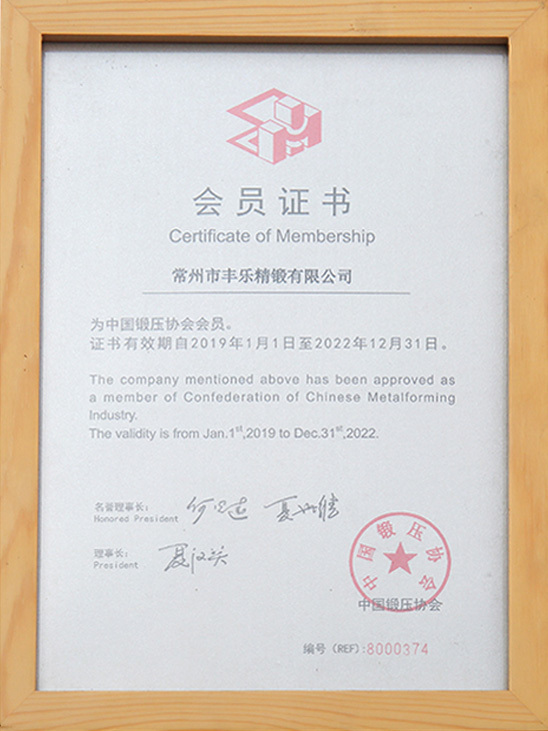 会员证书
Certificate of Membership
常州市丰乐精锻有限公司
为中国锻压协会会员。
证书有效期自2019年1月1日至2022年12月31日。
The company mentioned above has been approved as
a member of Confederation of Chinese Metalforming
Industry.
The validity is from Jan.1st,2019 to Dec.31st,2022.
名誉理事长:
Honored President
理事长:
President
中国锻压协会
中国锻压协会
编号 (REF):8000374